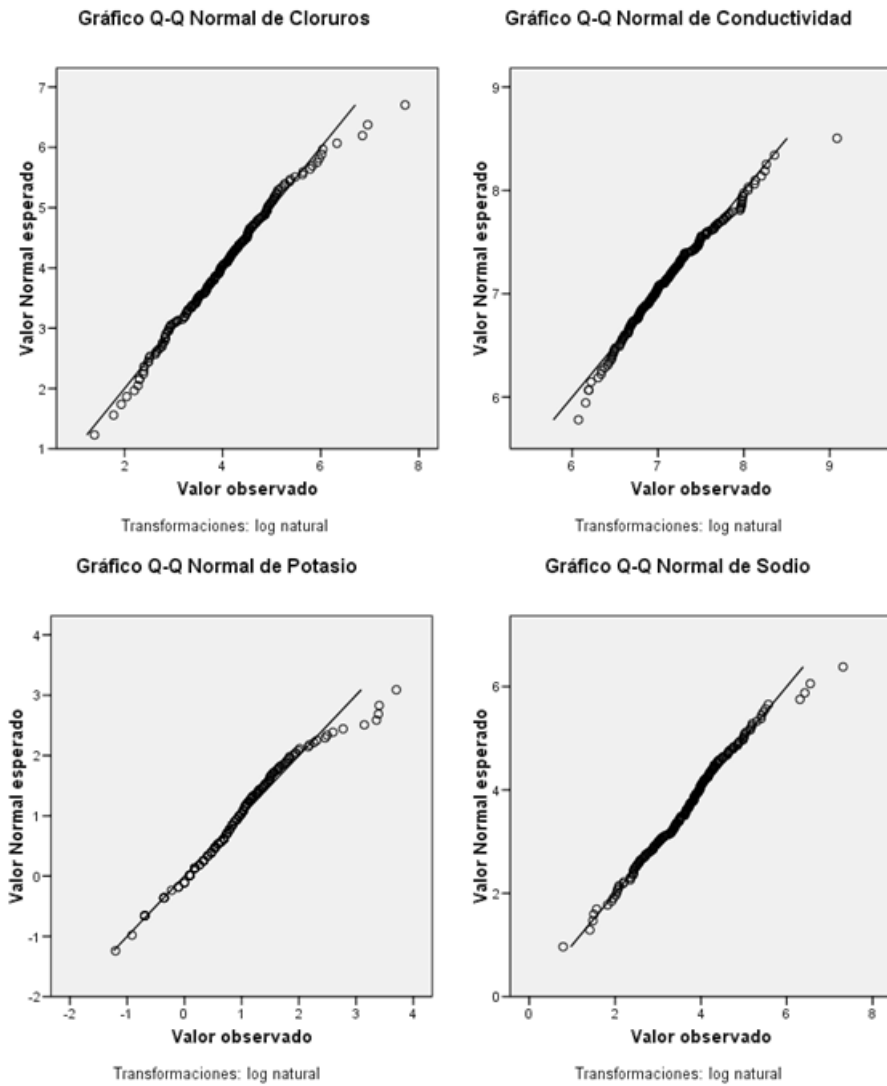 Gráfico Q-Q Normal de Cloruros
Valor Normal esperado
7
6
5
4
3
2
1
2
4
6
8
Valor observado
Transformaciones: log natural
Gráfico Q-Q Normal de Conductividad
Valor Normal esperado
9
8
7
6
6
7
8
9
Valor observado
Transformaciones: log natural
Gráfico Q-Q Normal de Potasio
Valor Normal esperado
4
3
2
1
0
-1
-2
-2
-1
0
1
2
3
4
Valor observado
Transformaciones: log natural
Gráfico Q-Q Normal de Sodio
Valor Normal esperado
6
4
2
0
0
2
4
6
8
Valor observado
Transformaciones: log natural